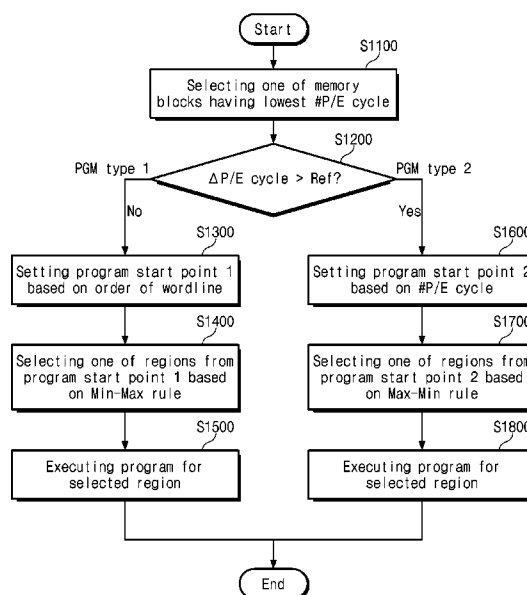 Start
S1100
Selecting one of memory
blocks having lowest #P/E cycle
S1200
PGM type 1
ΔP/E cycle > Ref?
PGM type 2
No
Yes
S1300
Setting program start point 1
based on order of wordline
S1600
Setting program start point 2
based on #P/E cycle
S1400
Selecting one of regions from
program start point 1 based
on Min-Max rule
S1700
Selecting one of regions from
program start point 2 based
on Max-Min rule
S1500
Executing program for
selected region
S1800
Executing program for
selected region
End